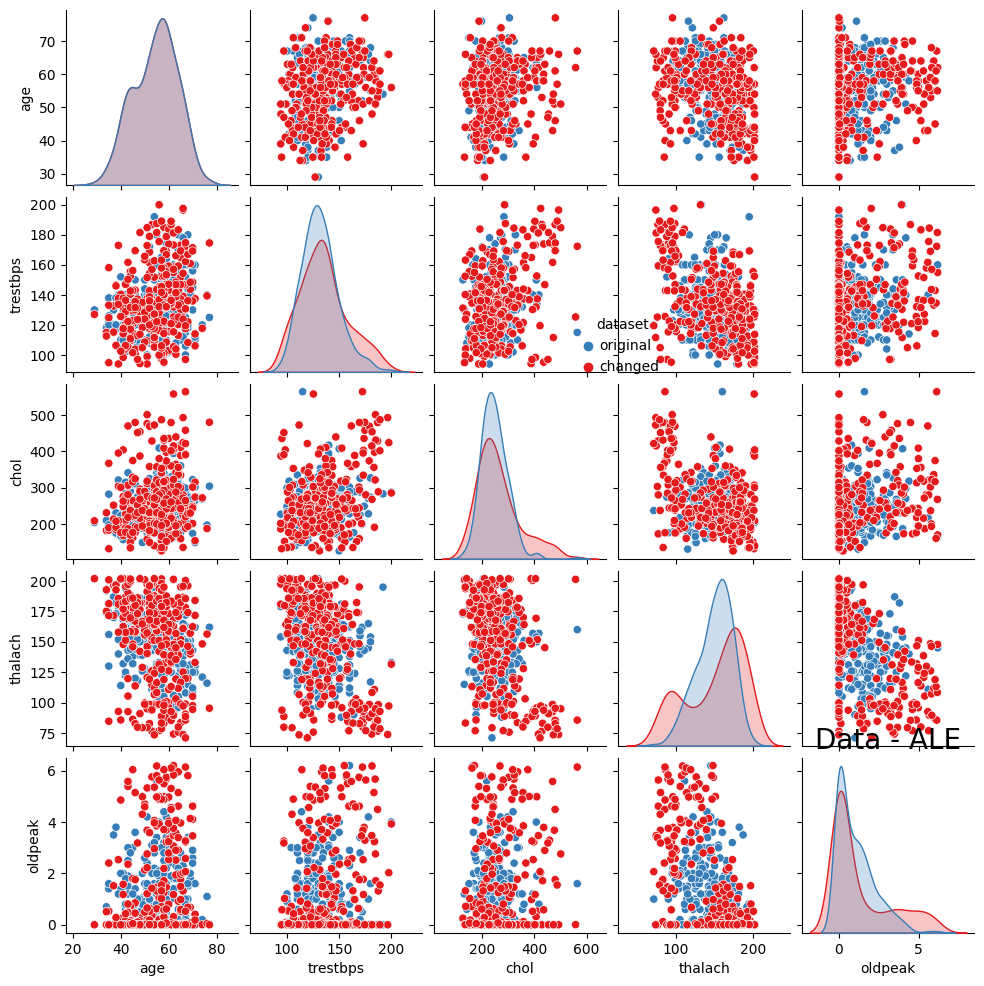 70
60
50
40
30
age
200
180
160
140
120
100
trestbps
dataset
original
changed
500
400
300
200
chol
200
175
150
125
100
75
thalach
Data - ALE
6
4
2
0
oldpeak
20 40 60 80
100 150 200
200 400 600
100 200
0 5
age
trestbps
chol
thalach
oldpeak